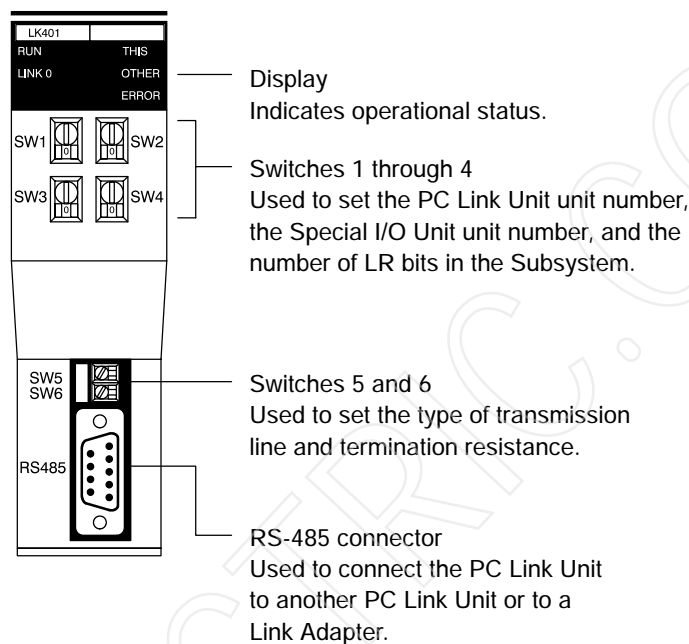 LK401
RUN THIS
LINK 0 OTHER
ERROR
Display
Indicates operational status.
SW1 0 0 SW2
SW3 0 0 SW4
Switches 1 through 4
Used to set the PC Link Unit unit number,
the Special I/O Unit unit number, and the
number of LR bits in the Subsystem.
SW5
SW6
Switches 5 and 6
Used to set the type of transmission
line and termination resistance.
RS485
RS-485 connector
Used to connect the PC Link Unit
to another PC Link Unit or to a
Link Adapter.
CTRIC.CO